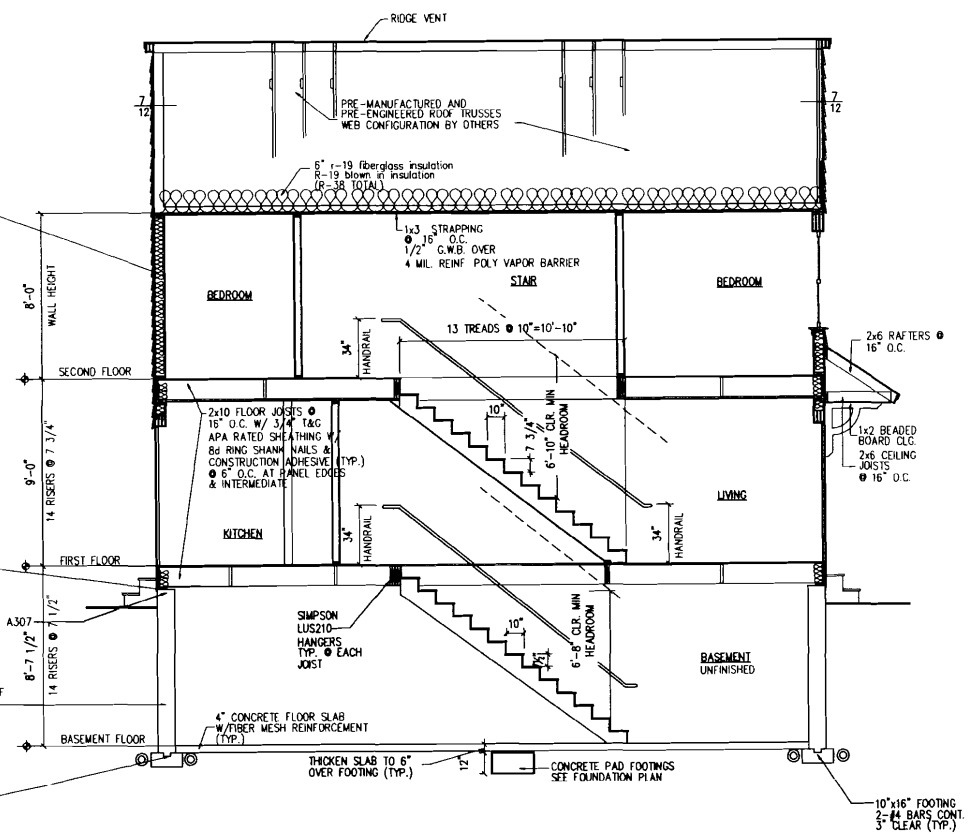 RIDGE VENT
7
12
PRE-MANUFACTURED AND
PRE-ENGINEERED ROOF TRUSSES
WEB CONFIGURATION BY OTHERS
7
12
6" r-19 fiberglass insulation
R-19 blown in insulation
(R-38 TOTAL)
1x3 STRAPPING
@ 16" O.C.
1/2" G.W.B. OVER
4 MIL. REINF POLY VAPOR BARRIER
8'-0"
WALL HEIGHT
BEDROOM
STAIR
BEDROOM
13 TREADS @ 10"=10'-10"
34"
HANDRAIL
2x6 RAFTERS @
16" O.C.
SECOND FLOOR
2x10 FLOOR JOISTS @
16" O.C. W/ 3/4" T&G
APA RATED SHEATHING W/
8d RING SHANK NAILS &
CONSTRUCTION ADHESIVE (TYP.)
@ 6" O.C. AT PANEL EDGES
& INTERMEDIATE
10"
7 3/4"
6'-10" CLR. MIN
HEADROOM
1x2 BEADED
BOARD CLG.
2x6 CEILING
JOISTS
@ 16" O.C.
9'-0"
14 RISERS @ 7 3/4"
KITCHEN
LIVING
34"
HANDRAIL
34"
HANDRAIL
FIRST FLOOR
A307
8'-7 1/2"
14 RISERS @ 7 1/2"
SIMPSON
LUS210
HANGERS
TYP. @ EACH
JOIST
10"
7 1/2"
6'-8" CLR. MIN
HEADROOM
BASEMENT
UNFINISHED
F
BASEMENT FLOOR
4" CONCRETE FLOOR SLAB
W/FIBER MESH REINFORCEMENT
(TYP.)
THICKEN SLAB TO 6"
OVER FOOTING (TYP.)
12"
CONCRETE PAD FOOTINGS
SEE FOUNDATION PLAN
10"x16" FOOTING
2-#4 BARS CONT.
3" CLEAR (TYP.)